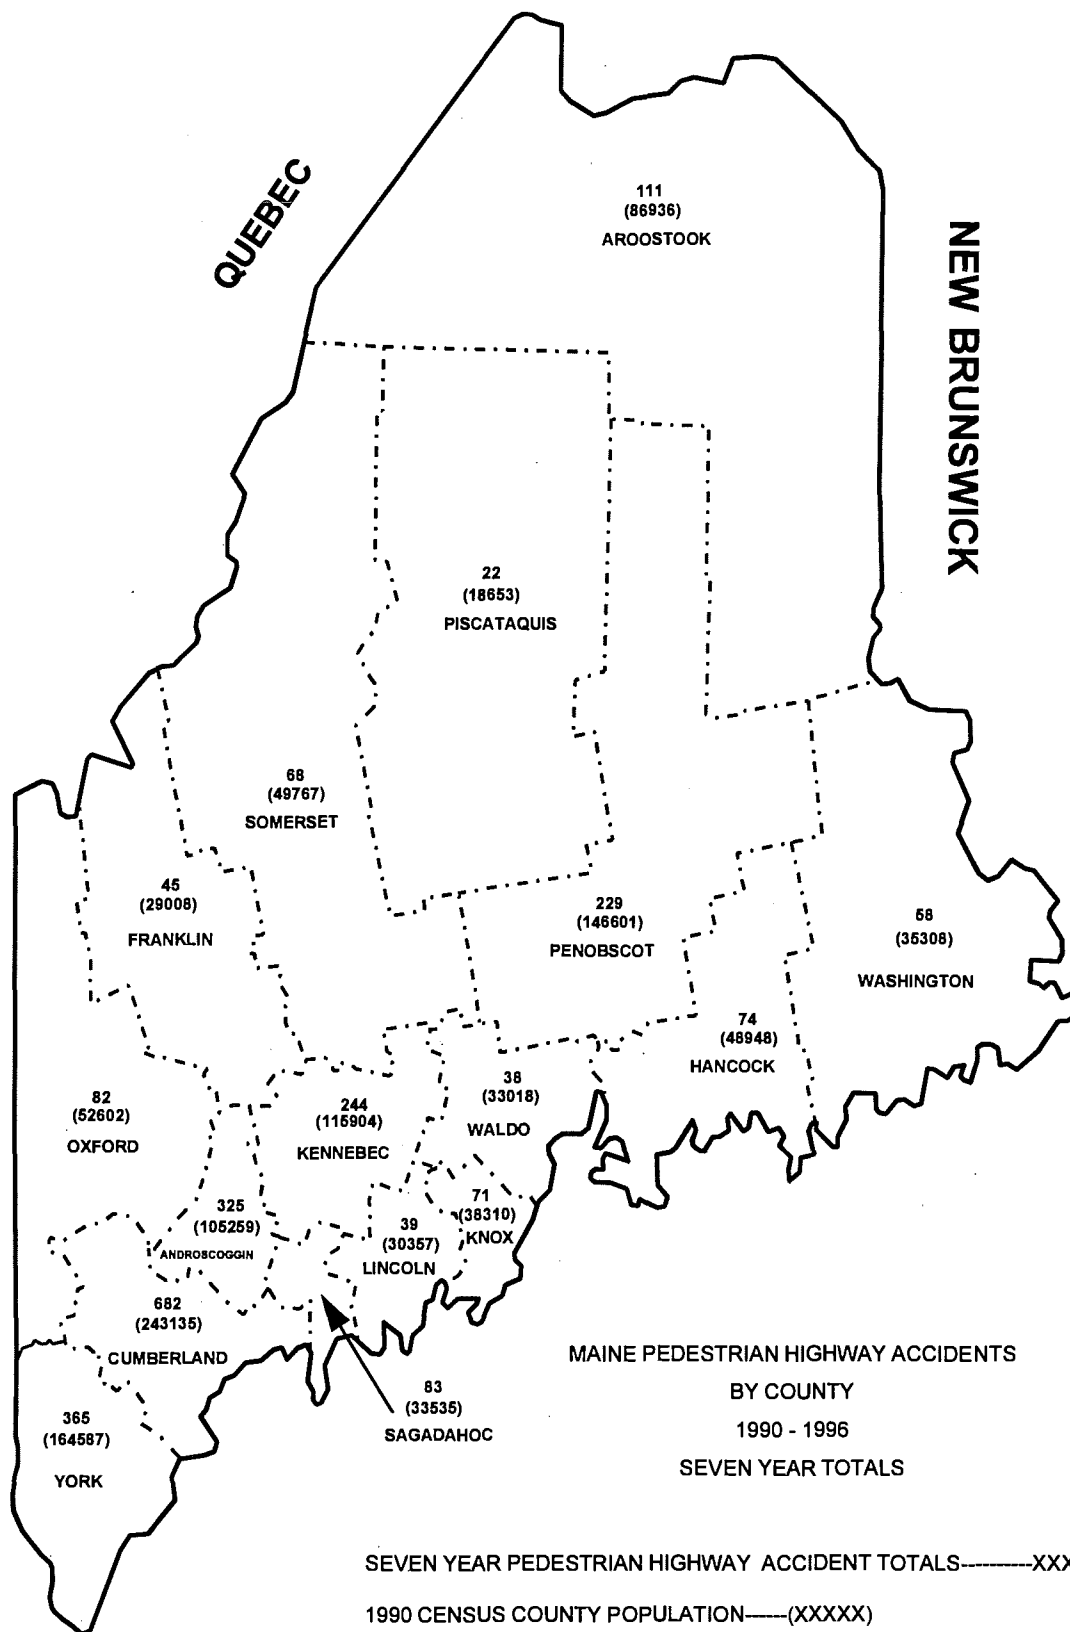 QUEBEC
NEW BRUNSWICK
111
(86936)
AROOSTOOK
22
(18653)
PISCATAQUIS
68
(49767)
SOMERSET
45
(29008)
FRANKLIN
229
(146601)
PENOBSCOT
58
(35308)
WASHINGTON
74
(46948)
HANCOCK
82
(52602)
OXFORD
244
(115904)
KENNEBEC
38
(33018)
WALDO
325
(105259)
ANDROSCOGGIN
39
(30357)
LINCOLN
71
(38310)
KNOX
682
(243135)
CUMBERLAND
83
(33535)
SAGADAHOC
365
(164587)
YORK
MAINE PEDESTRIAN HIGHWAY ACCIDENTS
BY COUNTY
1990 - 1996
SEVEN YEAR TOTALS
SEVEN YEAR PEDESTRIAN HIGHWAY ACCIDENT TOTALS----------XXX
1990 CENSUS COUNTY POPULATION------(XXXXX)